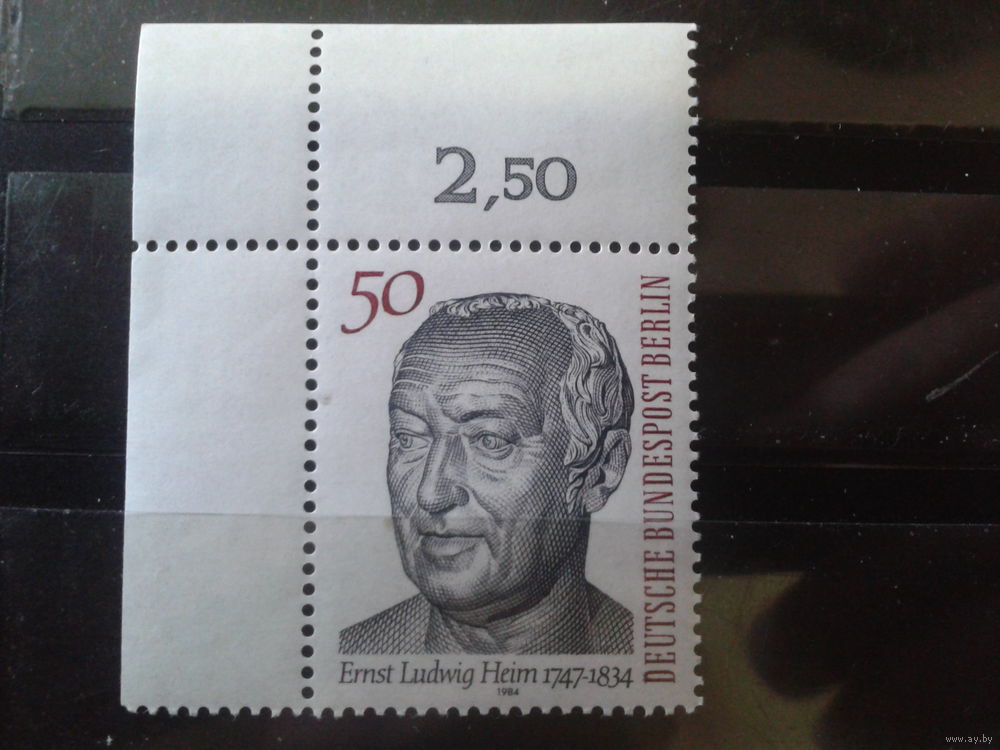 2,50
50
DEUTSCHE BUNDESPOST BERLIN
Ernst Ludwig Heim 1747-1834
1984
www.ay.by